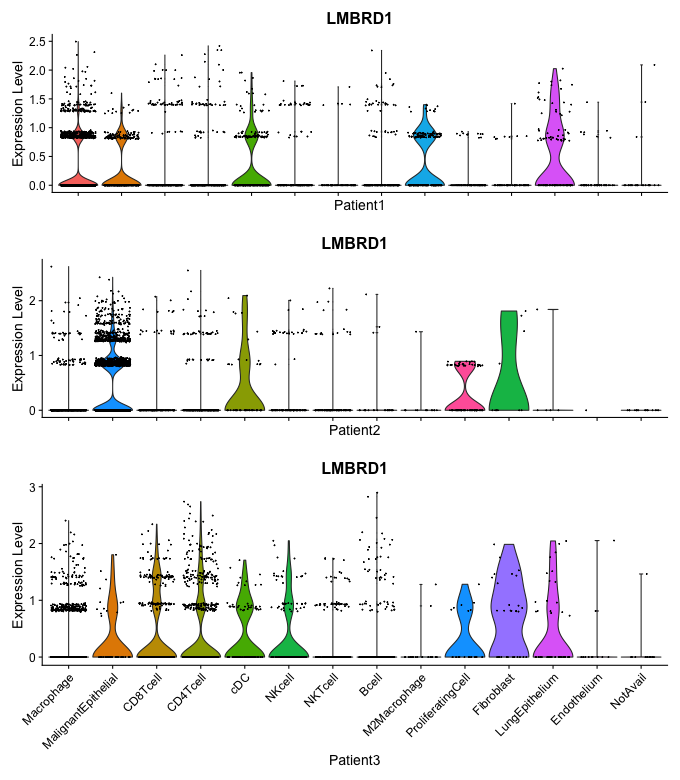 LMBRD1
Expression Level
2.5
2.0
1.5
1.0
0.5
0.0
Patient1
LMBRD1
Expression Level
2
1
0
Patient2
LMBRD1
Expression Level
3
2
1
0
Macrophage
MalignantEpithelial
CD8Tcell
CD4Tcell
cDC
NKcell
NKTcell
Bcell
M2Macrophage
ProliferatingCell
Fibroblast
LungEpithelium
Endothelium
NotAvail
Patient3